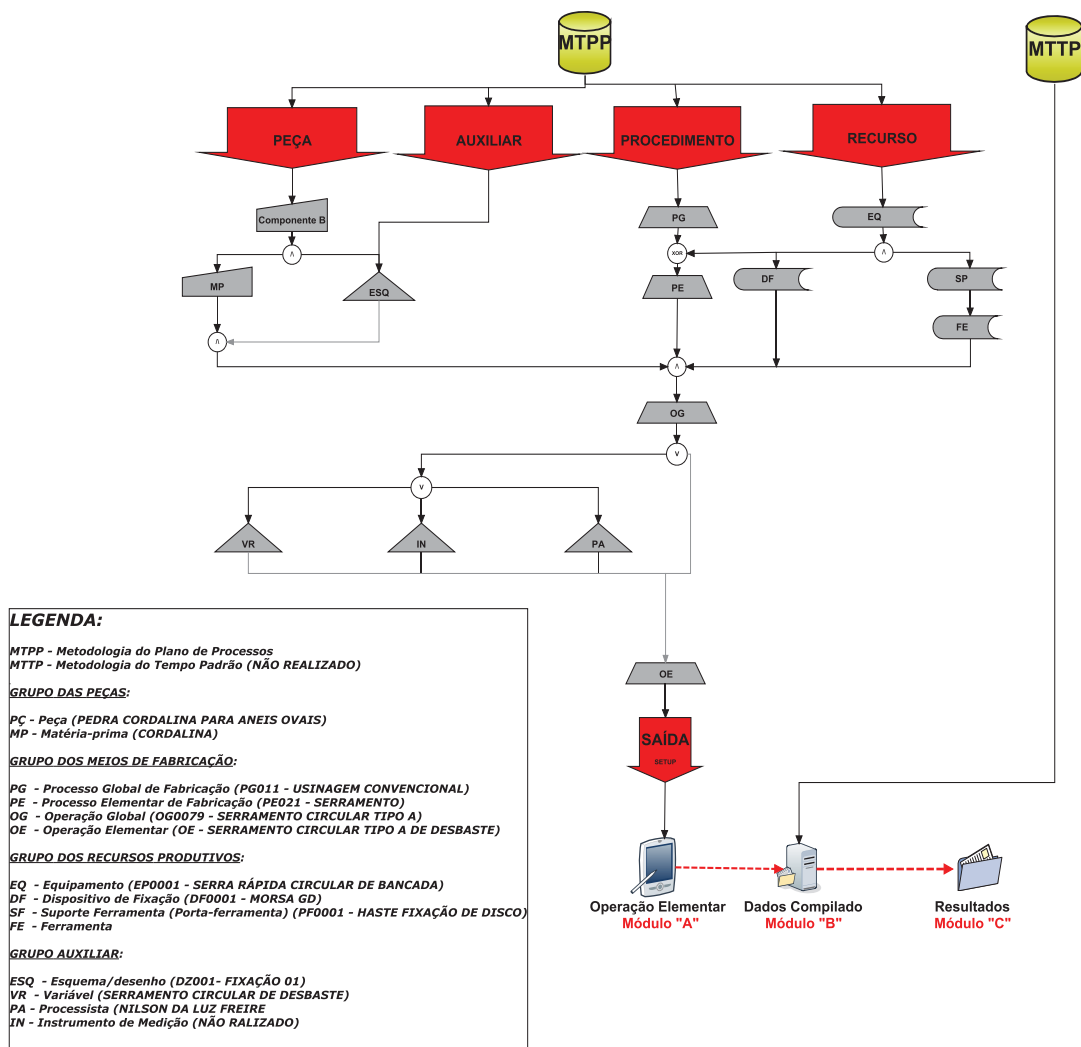 MTPP
MTTP
PEÇA
AUXILIAR
PROCEDIMENTO
RECURSO
Componente B
PG
EQ
Λ
XOR
Λ
MP
ESQ
PE
DF
SP
FE
Λ
Λ
OG
V
V
VR
IN
PA
OE
SAÍDA
SETUP
Operação Elementar
Módulo "A"
Dados Compilado
Módulo "B"
Resultados
Módulo "C"
LEGENDA:
MTPP - Metodologia do Plano de Processos
MTTP - Metodologia do Tempo Padrão (NÃO REALIZADO)
GRUPO DAS PEÇAS:
PÇ - Peça (PEDRA CORDALINA PARA ANEIS OVAIS)
MP - Matéria-prima (CORDALINA)
GRUPO DOS MEIOS DE FABRICAÇÃO:
PG - Processo Global de Fabricação (PG011 - USINAGEM CONVENCIONAL)
PE - Processo Elementar de Fabricação (PE021 - SERRAMENTO)
OG - Operação Global (OG0079 - SERRAMENTO CIRCULAR TIPO A)
OE - Operação Elementar (OE - SERRAMENTO CIRCULAR TIPO A DE DESBASTE)
GRUPO DOS RECURSOS PRODUTIVOS:
EQ - Equipamento (EP0001 - SERRA RÁPIDA CIRCULAR DE BANCADA)
DF - Dispositivo de Fixação (DF0001 - MORSA GD)
SF - Suporte Ferramenta (Porta-ferramenta) (PF0001 - HASTE FIXAÇÃO DE DISCO)
FE - Ferramenta
GRUPO AUXILIAR:
ESQ - Esquema/desenho (DZ001- FIXAÇÃO 01)
VR - Variável (SERRAMENTO CIRCULAR DE DESBASTE)
PA - Processista (NILSON DA LUZ FREIRE
IN - Instrumento de Medição (NÃO RALIZADO)